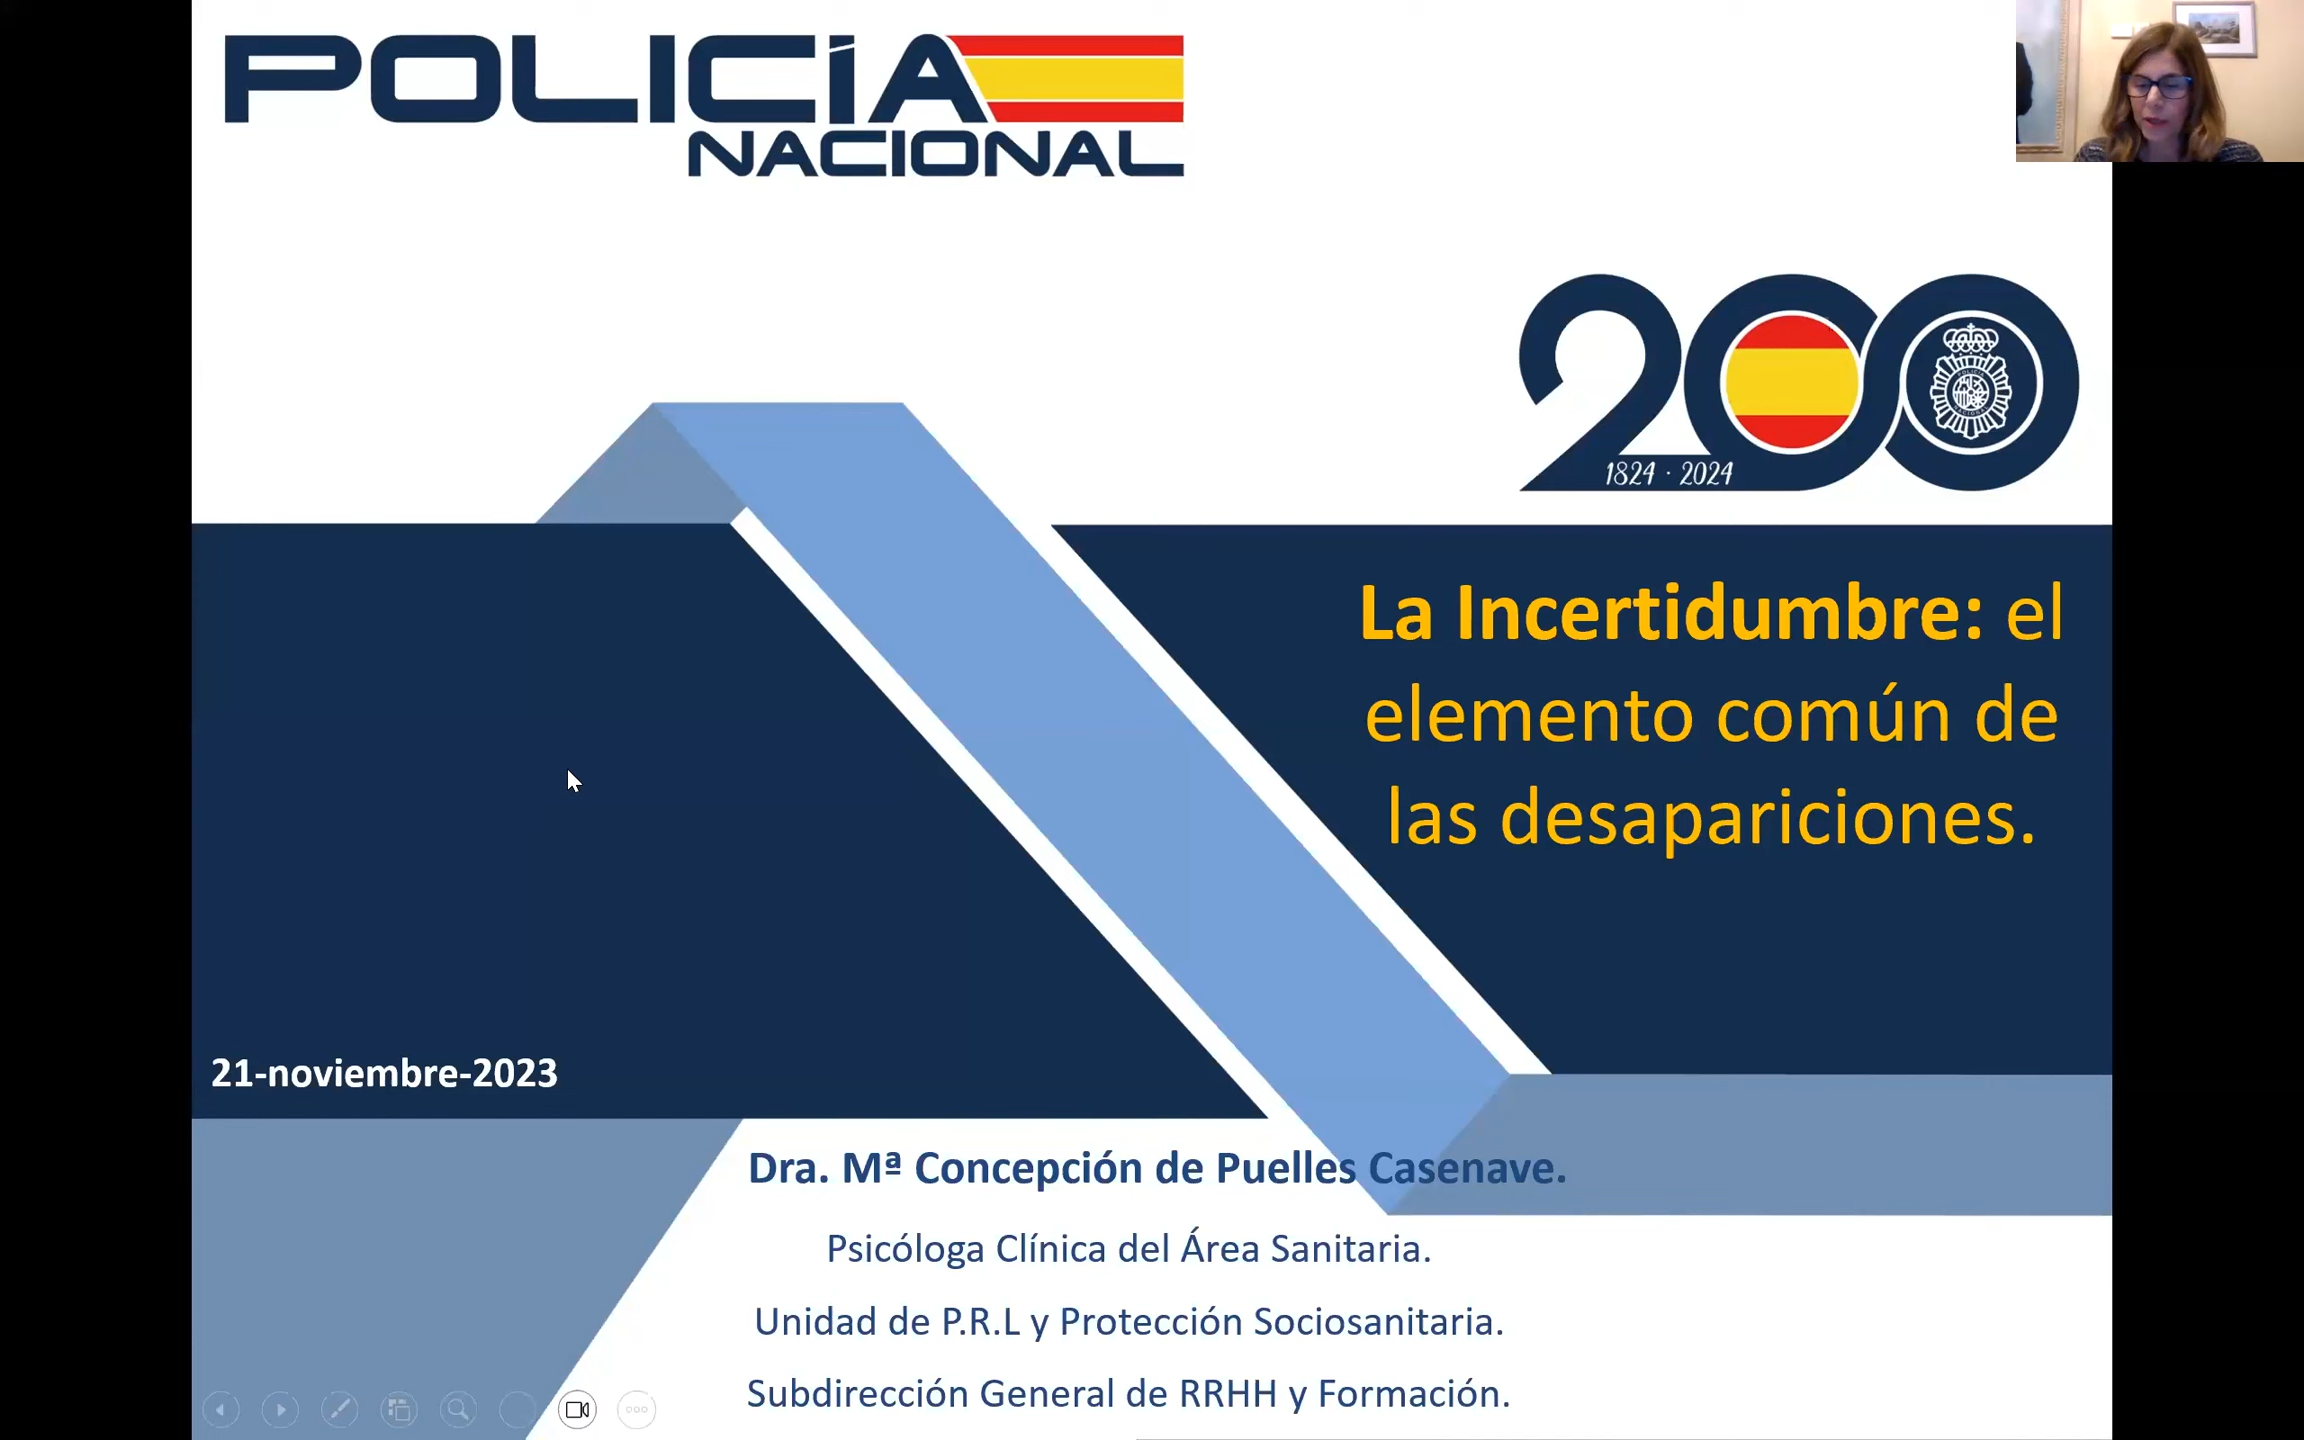 POLICÍA
NACIONAL
1824 · 2024
La Incertidumbre: el
elemento común de
las desapariciones.
21-noviembre-2023
Dra. Mª Concepción de Puelles Casenave.
Psicóloga Clínica del Área Sanitaria.
Unidad de P.R.L y Protección Sociosanitaria.
Subdirección General de RRHH y Formación.